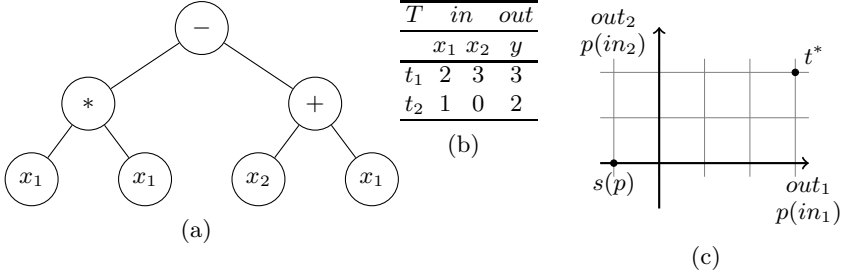 −
∗ +
x₁ x₁ x₂ x₁
(a)
T in out
x₁ x₂ y
t₁ 2 3 3
t₂ 1 0 2
(b)
out₂
p(in₂)
t*
s(p)
out₁
p(in₁)
(c)